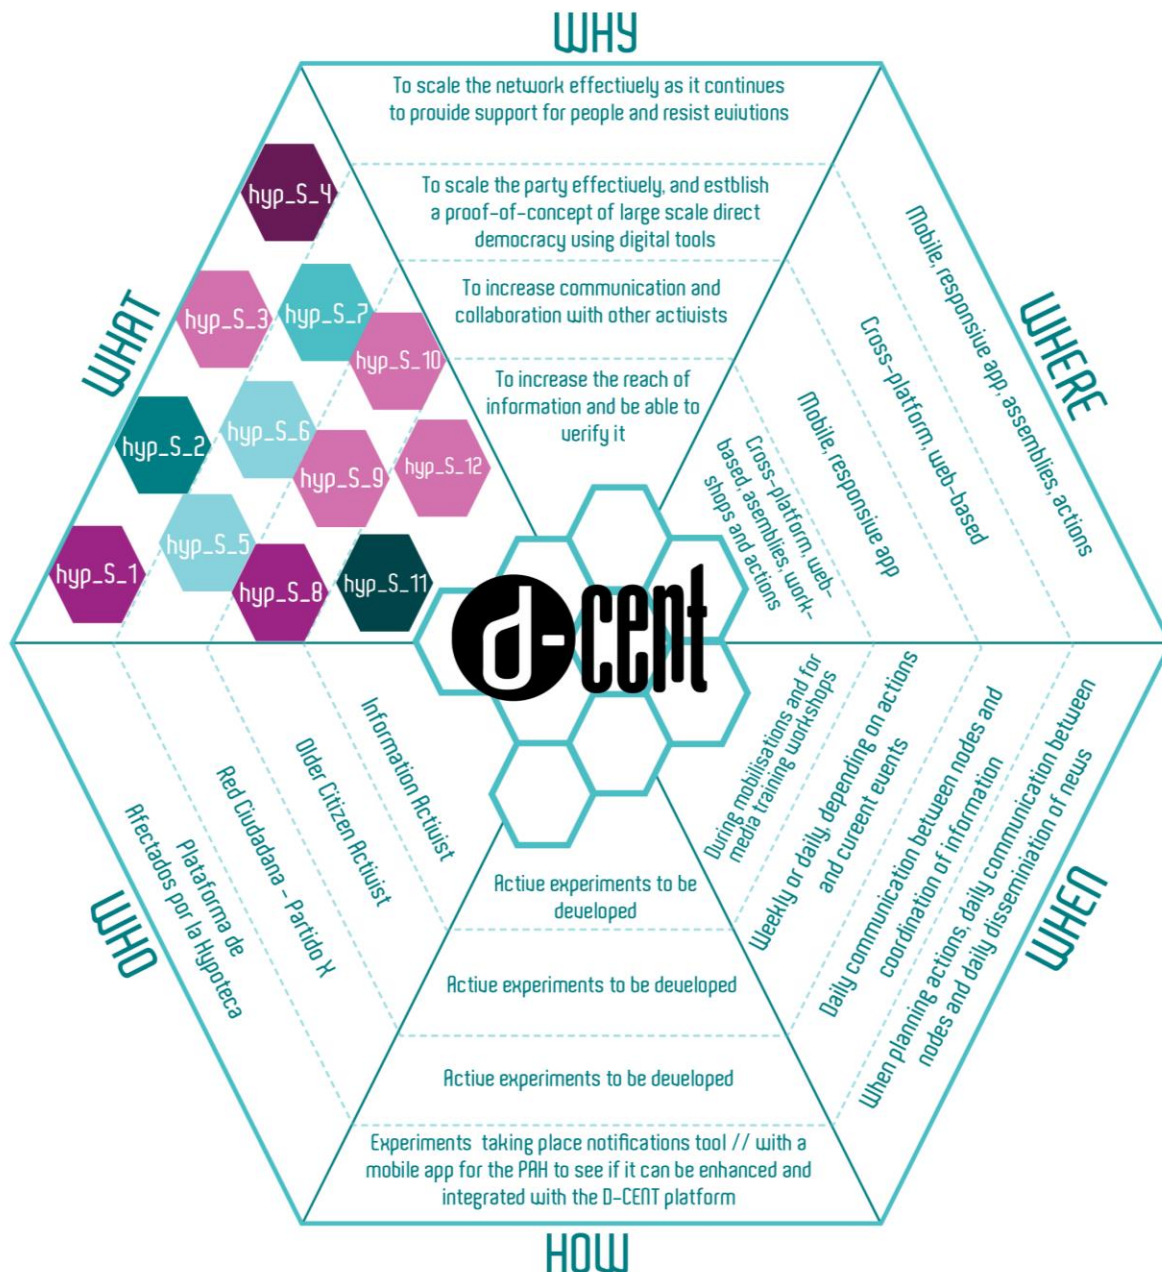 WHY
To scale the network effectively as it continues
to provide support for people and resist eviutions
To scale the party effectively, and estblish
a proof-of-concept of large scale direct
democracy using digital tools
To increase communication and
collaboration with other activists
To increase the reach of
information and be able to
verify it
WHERE
Mobile, responsive app, assemblies, actions
Cross-platform, web-based
Mobile, responsive app
Cross-platform, web-
based, asemblies, work-
shops and actions
WHAT
hyp_S_4
hyp_S_3
hyp_S_7
hyp_S_10
hyp_S_2
hyp_S_6
hyp_S_9
hyp_S_12
hyp_S_1
hyp_S_5
hyp_S_8
hyp_S_11
d-cent
WHO
Information Activist
Older Citizen Activist
Red Ciudadana - Partido X
Plataforma de
Afectados por la Hypoteca
WHEN
During mobilisations and for
media training workshops
Weekly or daily, depending on actions
and cureent events
Daily communication between nodes and
coordination of information
When planning actions, daily communication between
nodes and daily disseminiation of news
Active experiments to be
developed
Active experiments to be developed
Active experiments to be developed
Experiments taking place notifications tool // with a
mobile app for the PAH to see if it can be enhanced and
integrated with the D-CENT platform
HOW